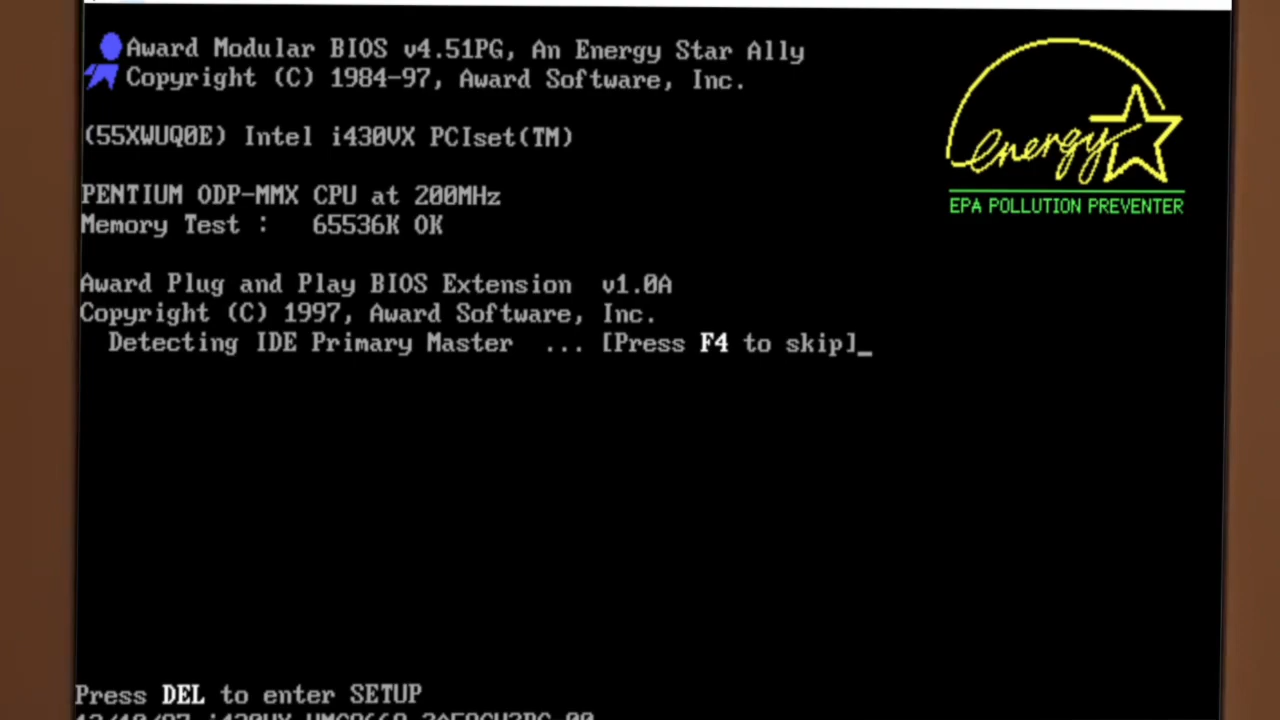 Award Modular BIOS v4.51PG, An Energy Star Ally
Copyright (C) 1984-97, Award Software, Inc.
energy
EPA POLLUTION PREVENTER
(55XWUQ0E) Intel i430VX PCIset(TM)
PENTIUM ODP-MMX CPU at 200MHz
Memory Test :   65536K OK
Award Plug and Play BIOS Extension  v1.0A
Copyright (C) 1997, Award Software, Inc.
Detecting IDE Primary Master  ... [Press F4 to skip]_
Press DEL to enter SETUP